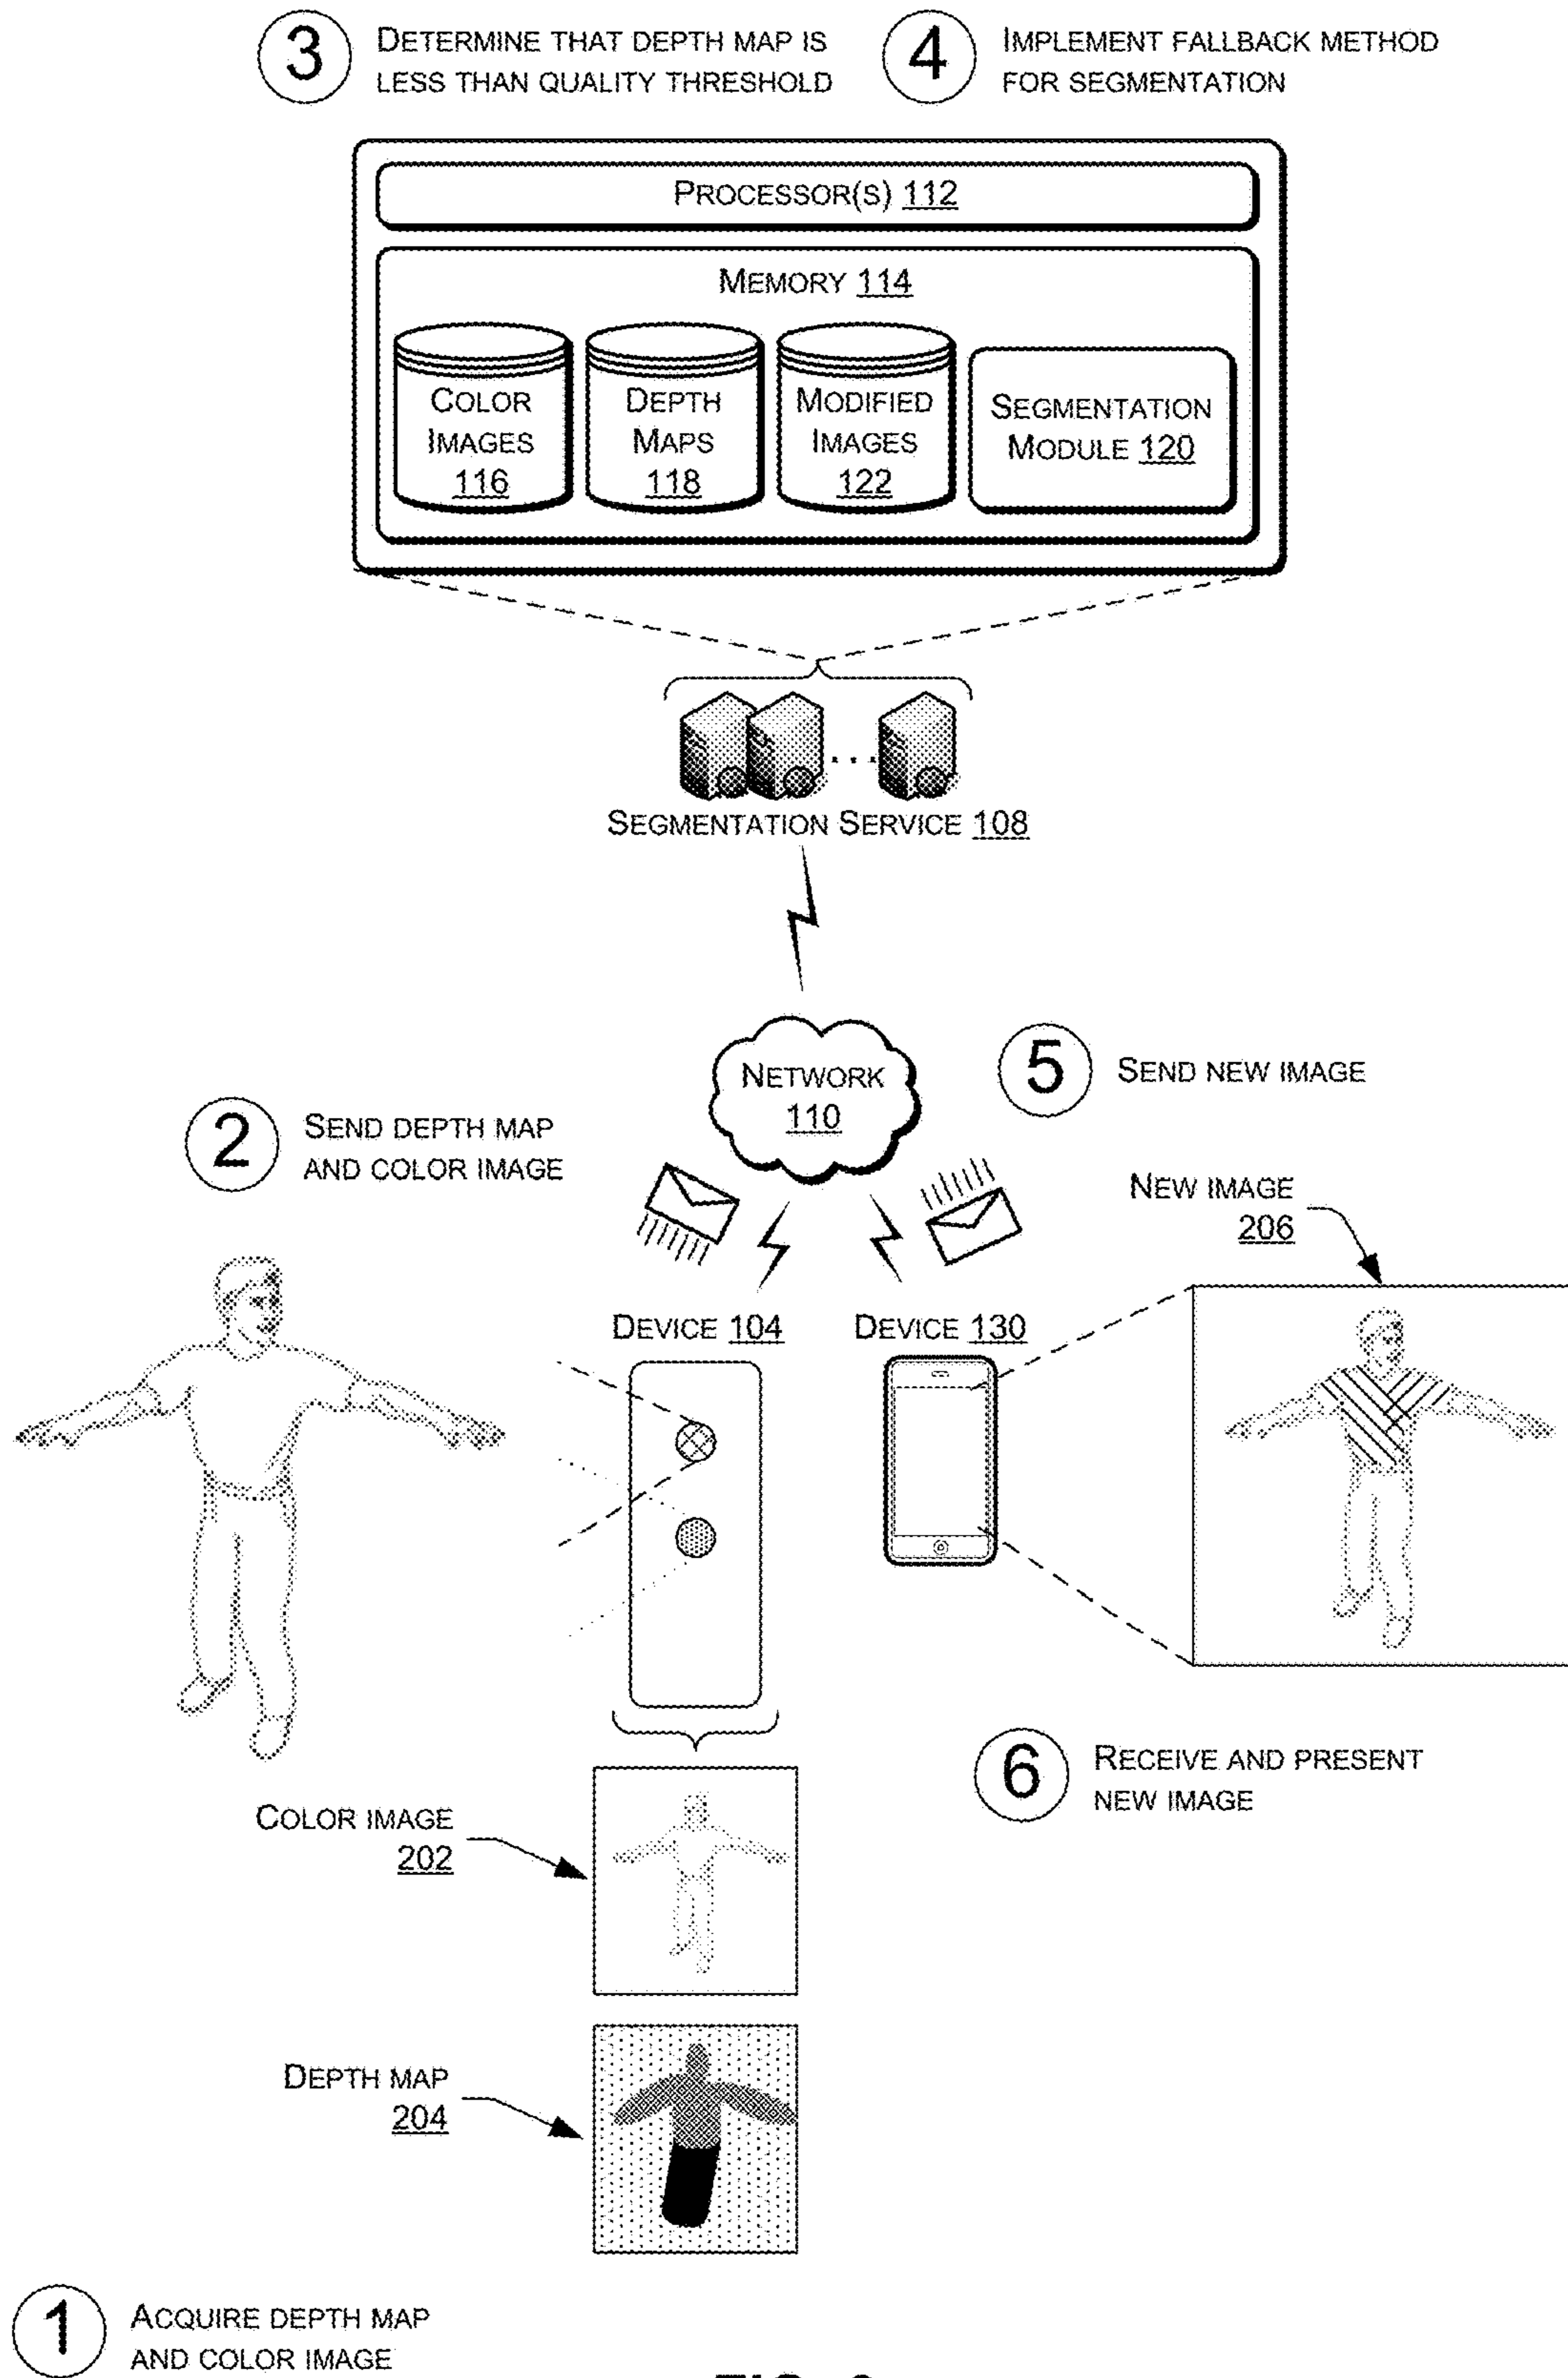 3 DETERMINE THAT DEPTH MAP IS
LESS THAN QUALITY THRESHOLD
4 IMPLEMENT FALLBACK METHOD
FOR SEGMENTATION
PROCESSOR(S) 112
MEMORY 114
COLOR
IMAGES
116
DEPTH
MAPS
118
MODIFIED
IMAGES
122
SEGMENTATION
MODULE 120
SEGMENTATION SERVICE 108
NETWORK
110
5 SEND NEW IMAGE
2 SEND DEPTH MAP
AND COLOR IMAGE
NEW IMAGE
206
DEVICE 104
DEVICE 130
6 RECEIVE AND PRESENT
NEW IMAGE
COLOR IMAGE
202
DEPTH MAP
204
1 ACQUIRE DEPTH MAP
AND COLOR IMAGE